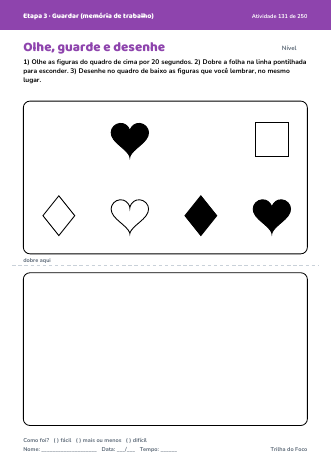 Etapa 3 · Guardar (memória de trabalho)
Atividade 131 de 250
Olhe, guarde e desenhe
Nível
1) Olhe as figuras do quadro de cima por 20 segundos. 2) Dobre a folha na linha pontilhada
para esconder. 3) Desenhe no quadro de baixo as figuras que você lembrar, no mesmo
lugar.
dobre aqui
Como foi? ( ) fácil ( ) mais ou menos ( ) difícil
Nome: ____________________ Data: ___/___ Tempo: ______
Trilha do Foco